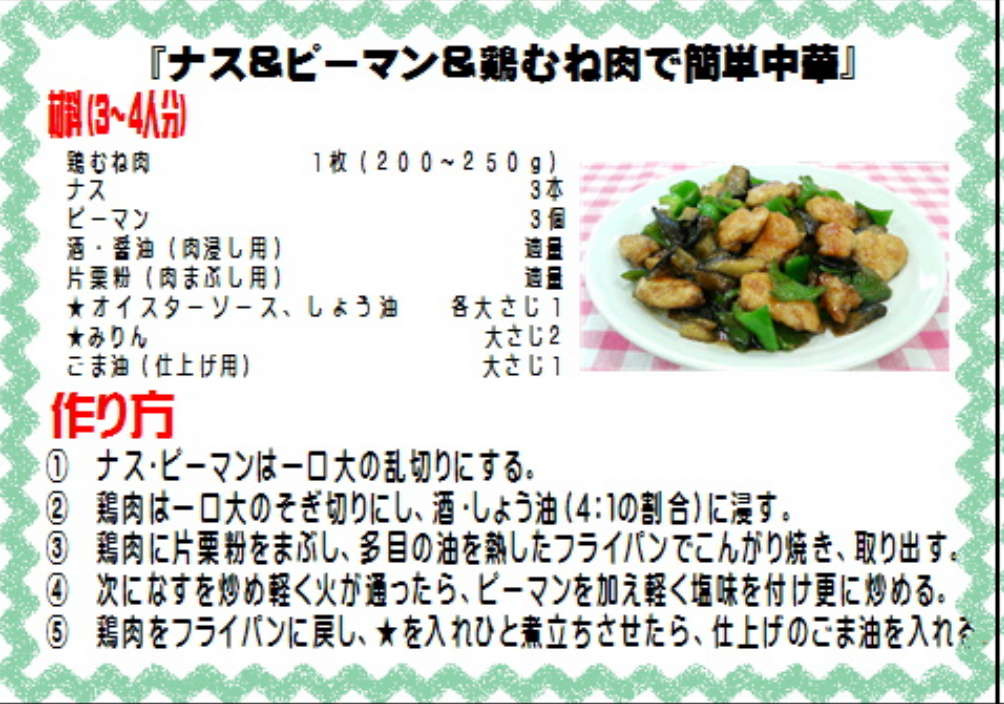 『ナス&ピーマン&鶏むね肉で簡単中華』
材料(3~4人分)
鶏むね肉 1枚(200~250g)
ナス 3本
ピーマン 3個
酒・醤油(肉浸し用) 適量
片栗粉(肉まぶし用) 適量
★オイスターソース、しょう油 各大さじ1
★みりん 大さじ2
ごま油(仕上げ用) 大さじ1
作り方
① ナス・ピーマンは一口大の乱切りにする。
② 鶏肉は一口大のそぎ切りにし、酒・しょう油(4:1の割合)に浸す。
③ 鶏肉に片栗粉をまぶし、多目の油を熱したフライパンでこんがり焼き、取り出す。
④ 次になすを炒め軽く火が通ったら、ピーマンを加え軽く塩味を付け更に炒める。
⑤ 鶏肉をフライパンに戻し、★を入れひと煮立ちさせたら、仕上げのごま油を入れる